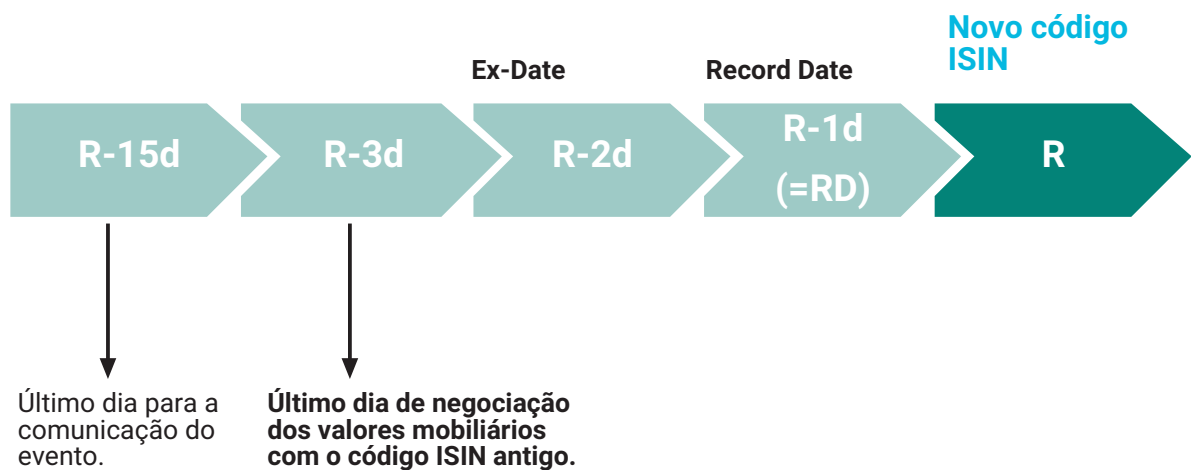 Novo código
ISIN
Ex-Date
Record Date
R-15d
R-3d
R-2d
R-1d
(=RD)
R
Último dia para a
comunicação do
evento.
Último dia de negociação
dos valores mobiliários
com o código ISIN antigo.